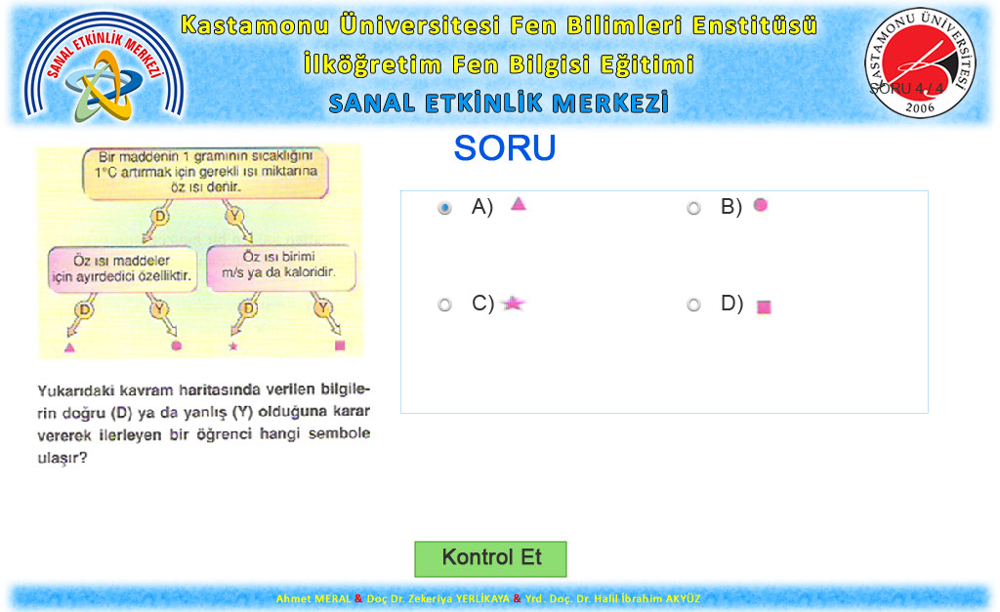 Kastamonu Üniversitesi Fen Bilimleri Enstitüsü
İlköğretim Fen Bilgisi Eğitimi
SANAL ETKİNLİK MERKEZİ
SANAL ETKİNLİK MERKEZİ
KASTAMONU ÜNİVERSİTESİ
SORU 4 / 4
2006
SORU
Bir maddenin 1 gramının sıcaklığını
1°C artırmak için gerekli ısı miktarına
öz ısı denir.
D Y
Öz ısı maddeler
için ayırdedici özelliktir.
Öz ısı birimi
m/s ya da kaloridir.
D Y D Y
Yukarıdaki kavram haritasında verilen bilgile-
rin doğru (D) ya da yanlış (Y) olduğuna karar
vererek ilerleyen bir öğrenci hangi sembole
ulaşır?
A)
B)
C)
D)
Kontrol Et
Ahmet MERAL & Doç Dr. Zekeriya YERLİKAYA & Yrd. Doç. Dr. Halil İbrahim AKYÜZ